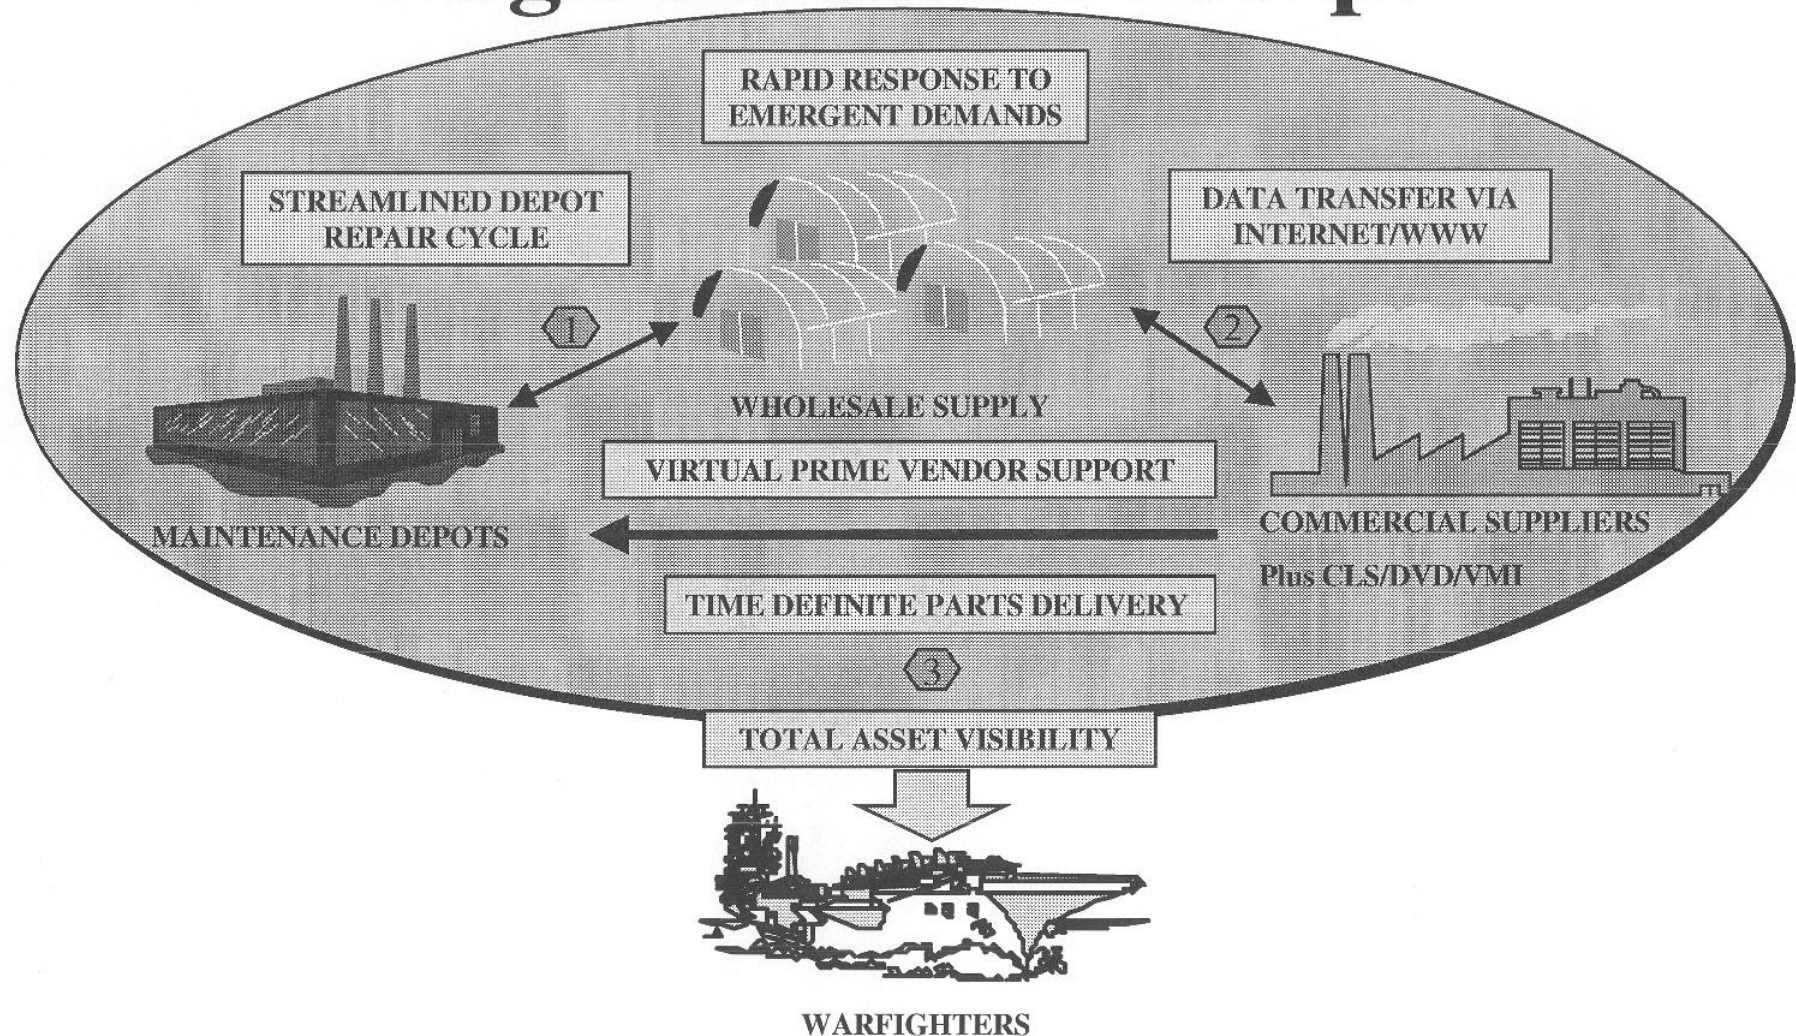 RAPID RESPONSE TO
EMERGENT DEMANDS
STREAMLINED DEPOT
REPAIR CYCLE
DATA TRANSFER VIA
INTERNET/WWW
1
2
WHOLESALE SUPPLY
VIRTUAL PRIME VENDOR SUPPORT
MAINTENANCE DEPOTS
COMMERCIAL SUPPLIERS
Plus CLS/DVD/VMI
TIME DEFINITE PARTS DELIVERY
3
TOTAL ASSET VISIBILITY
WARFIGHTERS